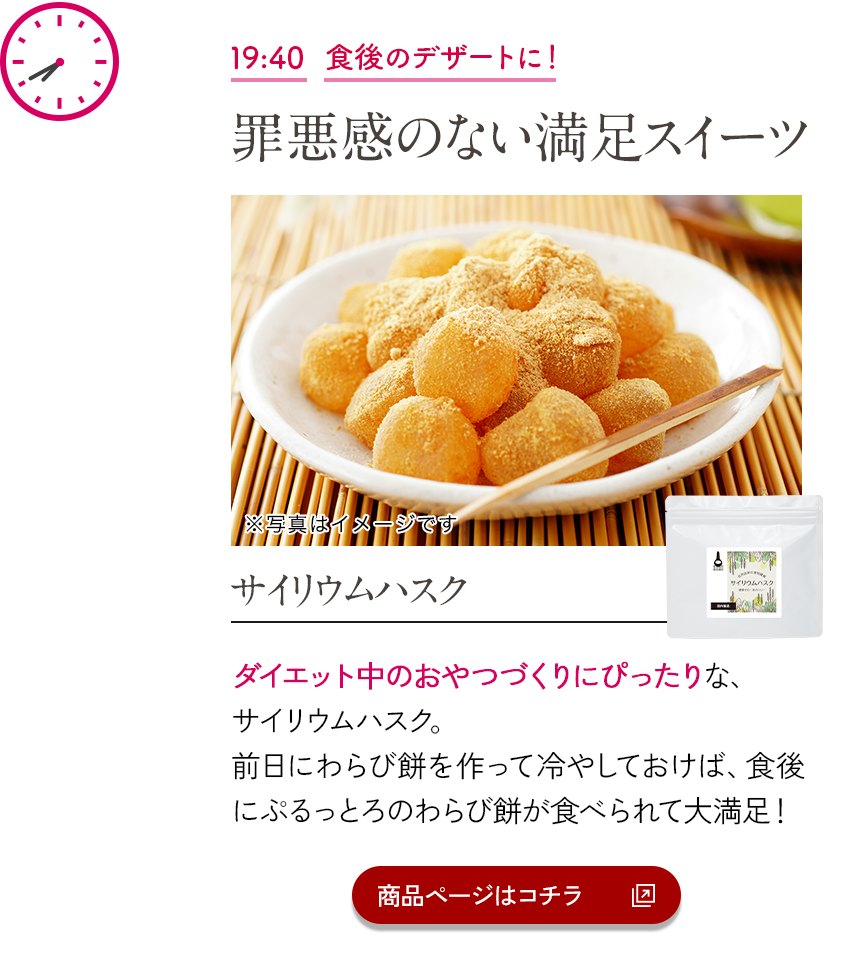 19:40 食後のデザートに！
罪悪感のない満足スイーツ
※写真はイメージです
サイリウムハスク
サイリウムハスク
ダイエット中のおやつづくりにぴったりな、
サイリウムハスク。
前日にわらび餅を作って冷やしておけば、食後
にぷるっとろのわらび餅が食べられて大満足！
商品ページはコチラ